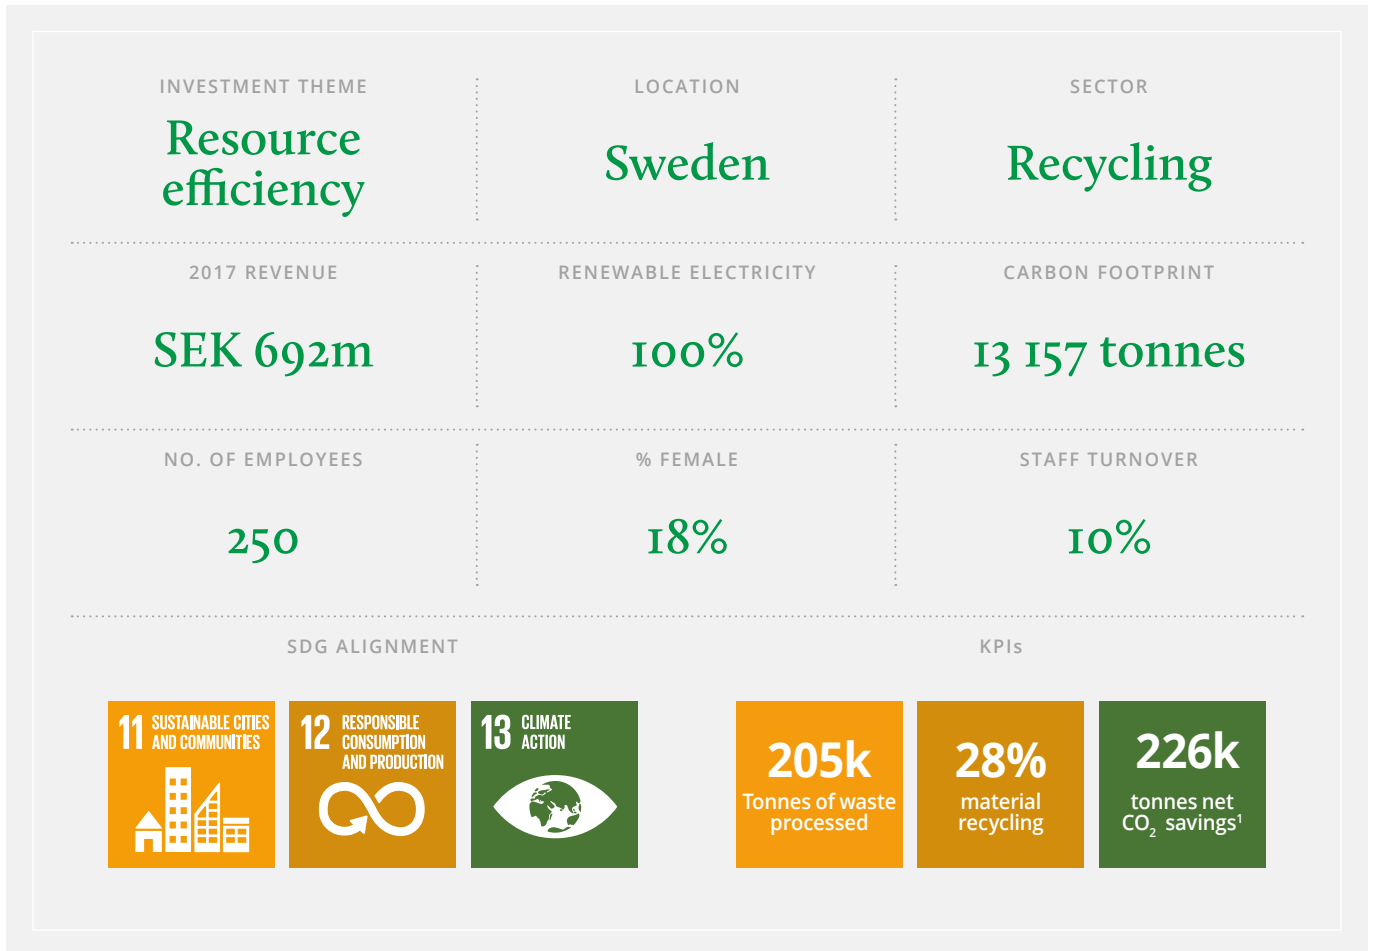 INVESTMENT THEME
Resource
efficiency
LOCATION
Sweden
SECTOR
Recycling
2017 REVENUE
SEK 692m
RENEWABLE ELECTRICITY
100%
CARBON FOOTPRINT
13 157 tonnes
NO. OF EMPLOYEES
250
% FEMALE
18%
STAFF TURNOVER
10%
SDG ALIGNMENT
11 SUSTAINABLE CITIES
AND COMMUNITIES
12 RESPONSIBLE
CONSUMPTION
AND PRODUCTION
13 CLIMATE
ACTION
KPIs
205k
Tonnes of waste
processed
28%
material
recycling
226k
tonnes net
CO₂ savings¹